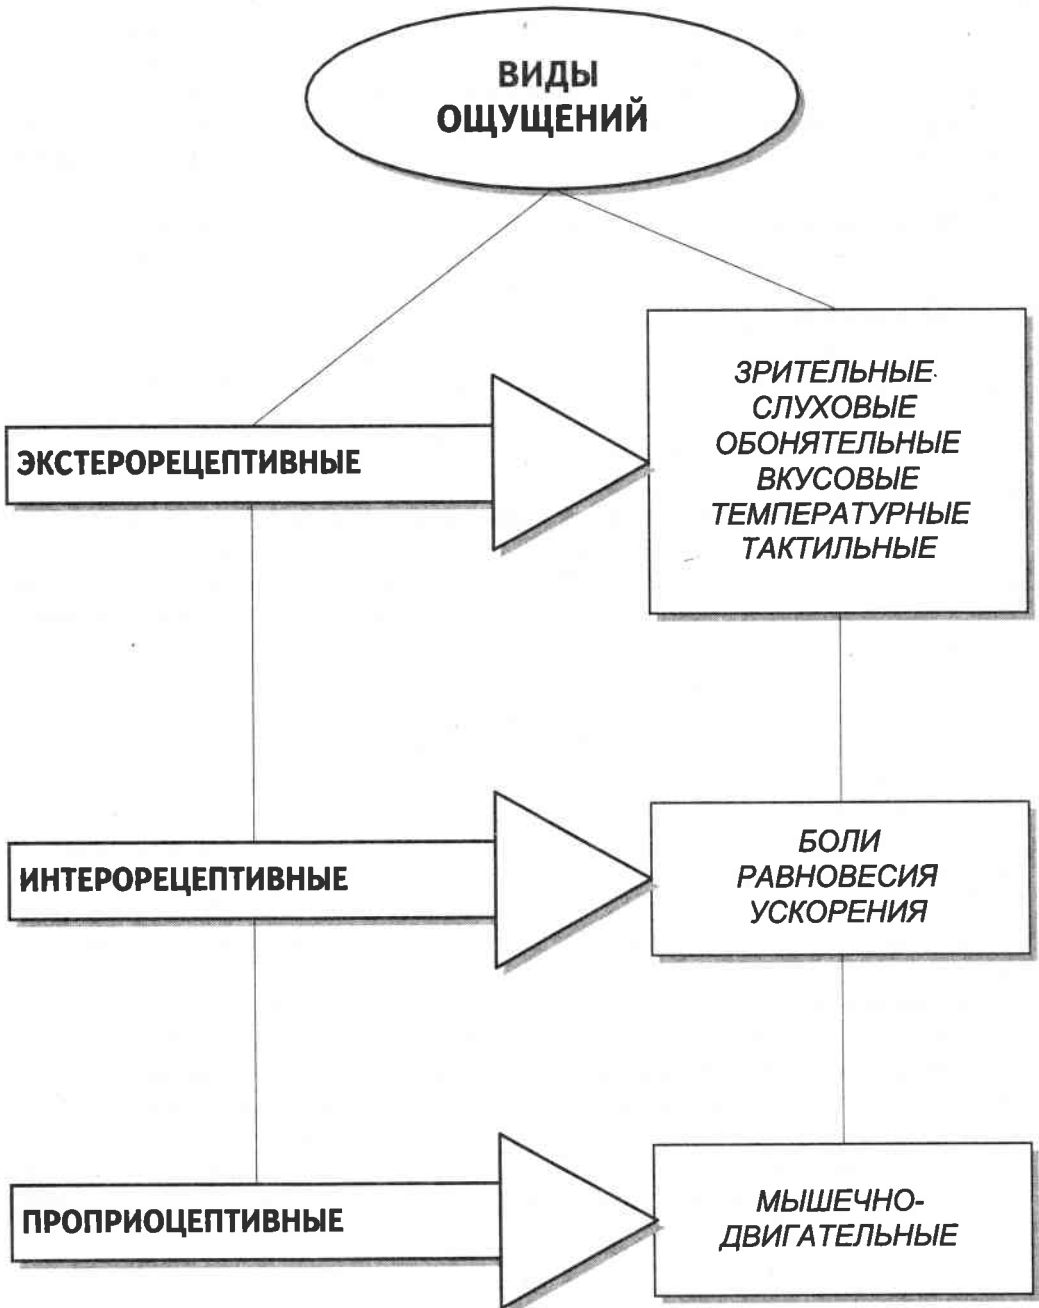 ВИДЫ
ОЩУЩЕНИЙ
ЭКСТЕРОРЕЦЕПТИВНЫЕ
ЗРИТЕЛЬНЫЕ
СЛУХОВЫЕ
ОБОНЯТЕЛЬНЫЕ
ВКУСОВЫЕ
ТЕМПЕРАТУРНЫЕ
ТАКТИЛЬНЫЕ
ИНТЕРОРЕЦЕПТИВНЫЕ
БОЛИ
РАВНОВЕСИЯ
УСКОРЕНИЯ
ПРОПРИОЦЕПТИВНЫЕ
МЫШЕЧНО-
ДВИГАТЕЛЬНЫЕ